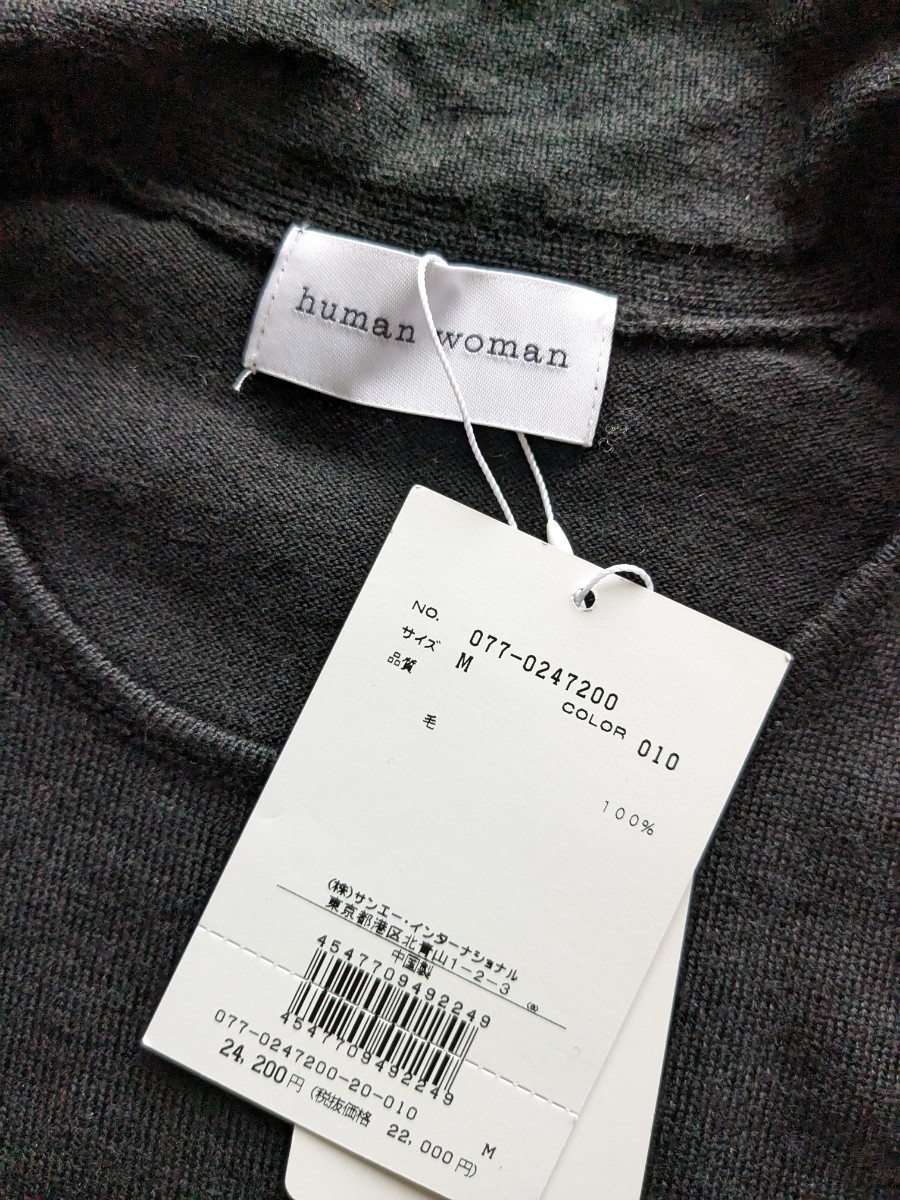 human woman
NO. 077-0247200
サイズ M COLOR 010
品質
毛 100%
(株)サンエー・インターナショナル
東京都港区北青山1-2-3
中国製
4547709492249
4547709492249
077-0247200-20-010 M
24,200円 (税抜価格 22,000円)